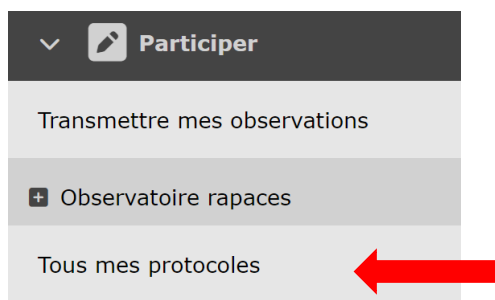 Participer
Transmettre mes observations
Observatoire rapaces
Tous mes protocoles